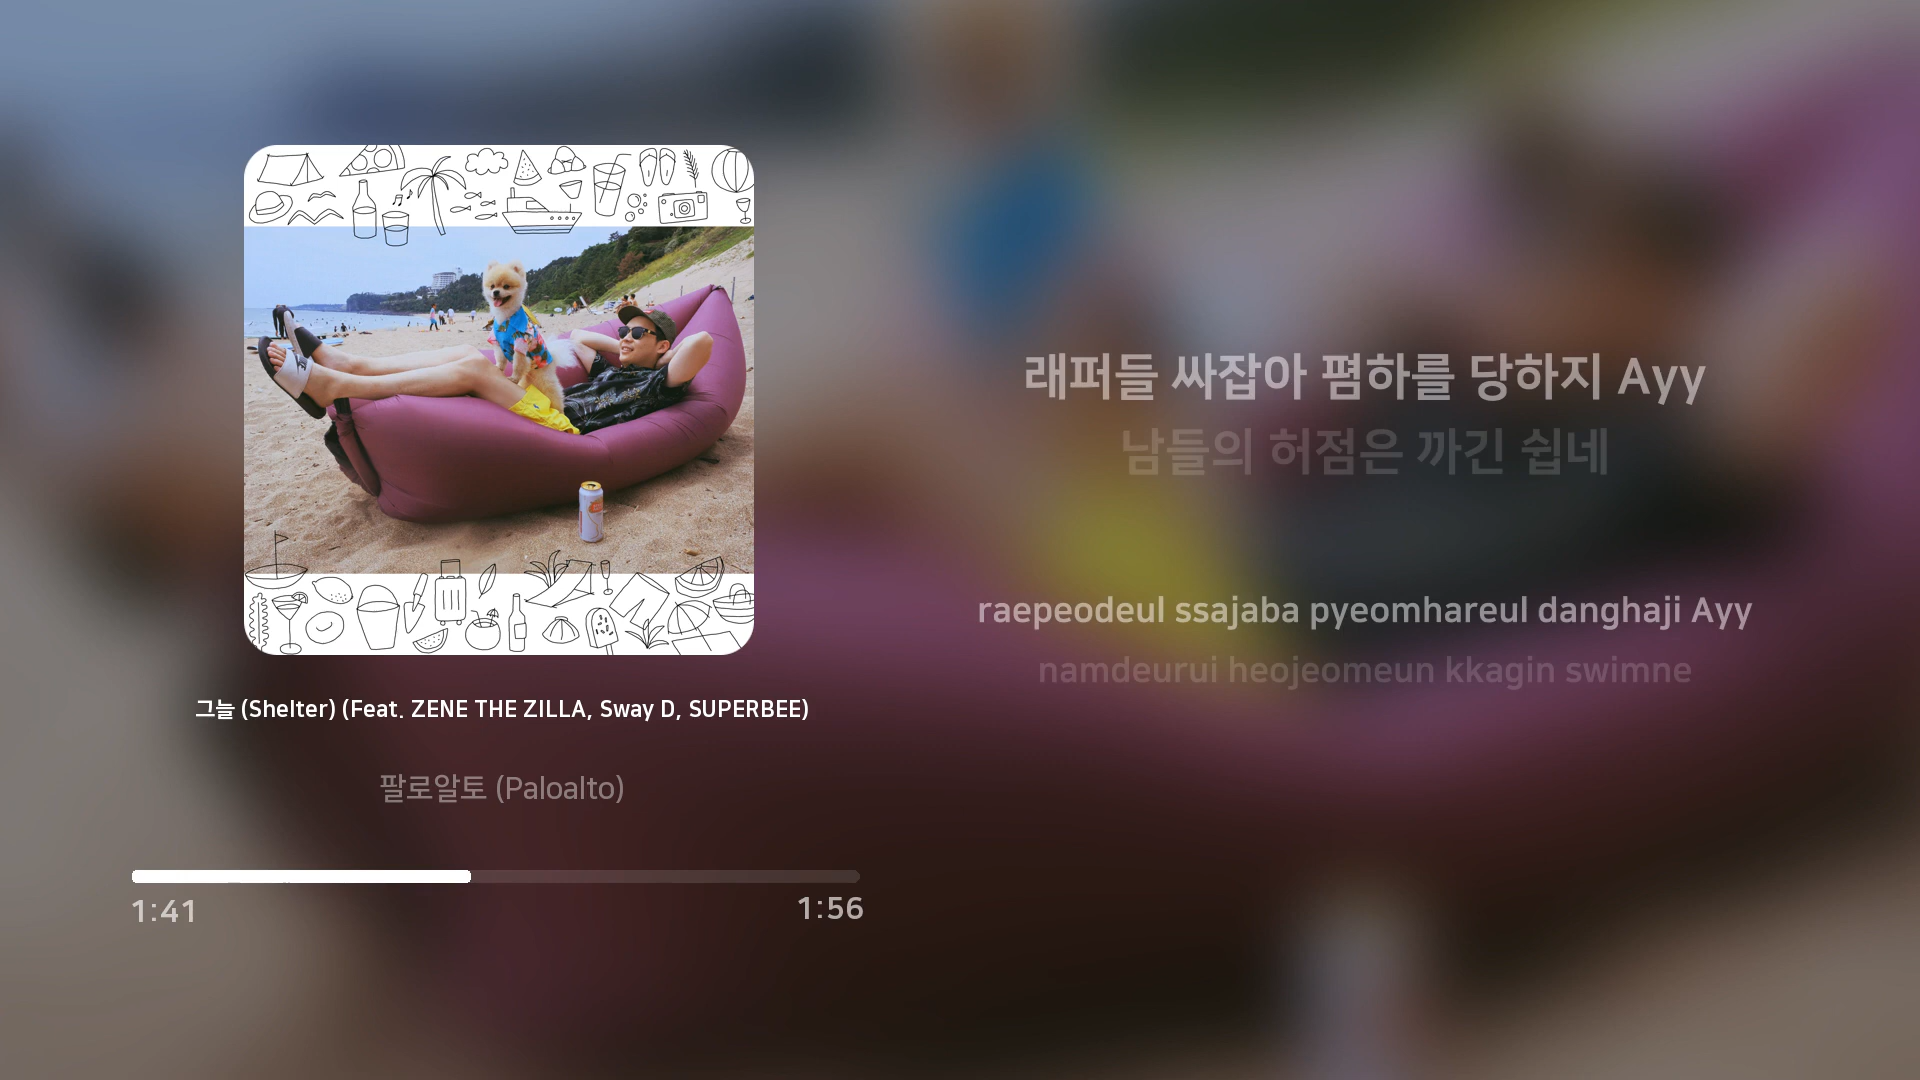 그늘 (Shelter) (Feat. ZENE THE ZILLA, Sway D, SUPERBEE)
팔로알토 (Paloalto)
1:41
1:56
래퍼들 싸잡아 폄하를 당하지 Ayy
남들의 허점은 까긴 쉽네
raepeodeul ssajaba pyeomhareul danghaji Ayy
namdeurui heojeomeun kkagin swimne